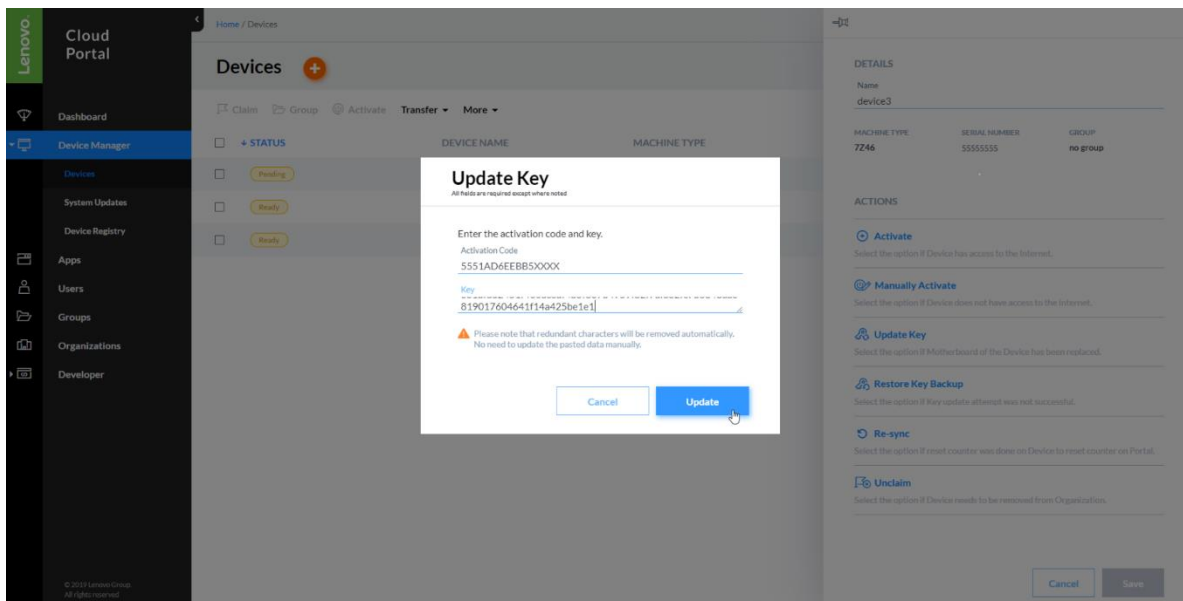 Lenovo.
Cloud
Portal
Dashboard
Device Manager
Devices
System Updates
Device Registry
Apps
Users
Groups
Organizations
Developer
© 2019 Lenovo Group.
All rights reserved
Home / Devices
Devices
Claim Group Activate Transfer More
STATUS DEVICE NAME MACHINE TYPE
Pending
Ready
Ready
Update Key
All fields are required except where noted
Enter the activation code and key.
Activation Code
5551AD6EEBB5XXXX
Key
819017604641f14a425be1e1
Please note that redundant characters will be removed automatically.
No need to update the pasted data manually.
Cancel Update
DETAILS
Name
device3
MACHINE TYPE SERIAL NUMBER GROUP
7Z46 55555555 no group
ACTIONS
Activate
Select the option if Device has access to the Internet.
Manually Activate
Select the option if Device does not have access to the Internet.
Update Key
Select the option if Motherboard of the Device has been replaced.
Restore Key Backup
Select the option if Key update attempt was not successful.
Re-sync
Select the option if reset counter was done on Device to reset counter on Portal.
Unclaim
Select the option if Device needs to be removed from Organization.
Cancel Save